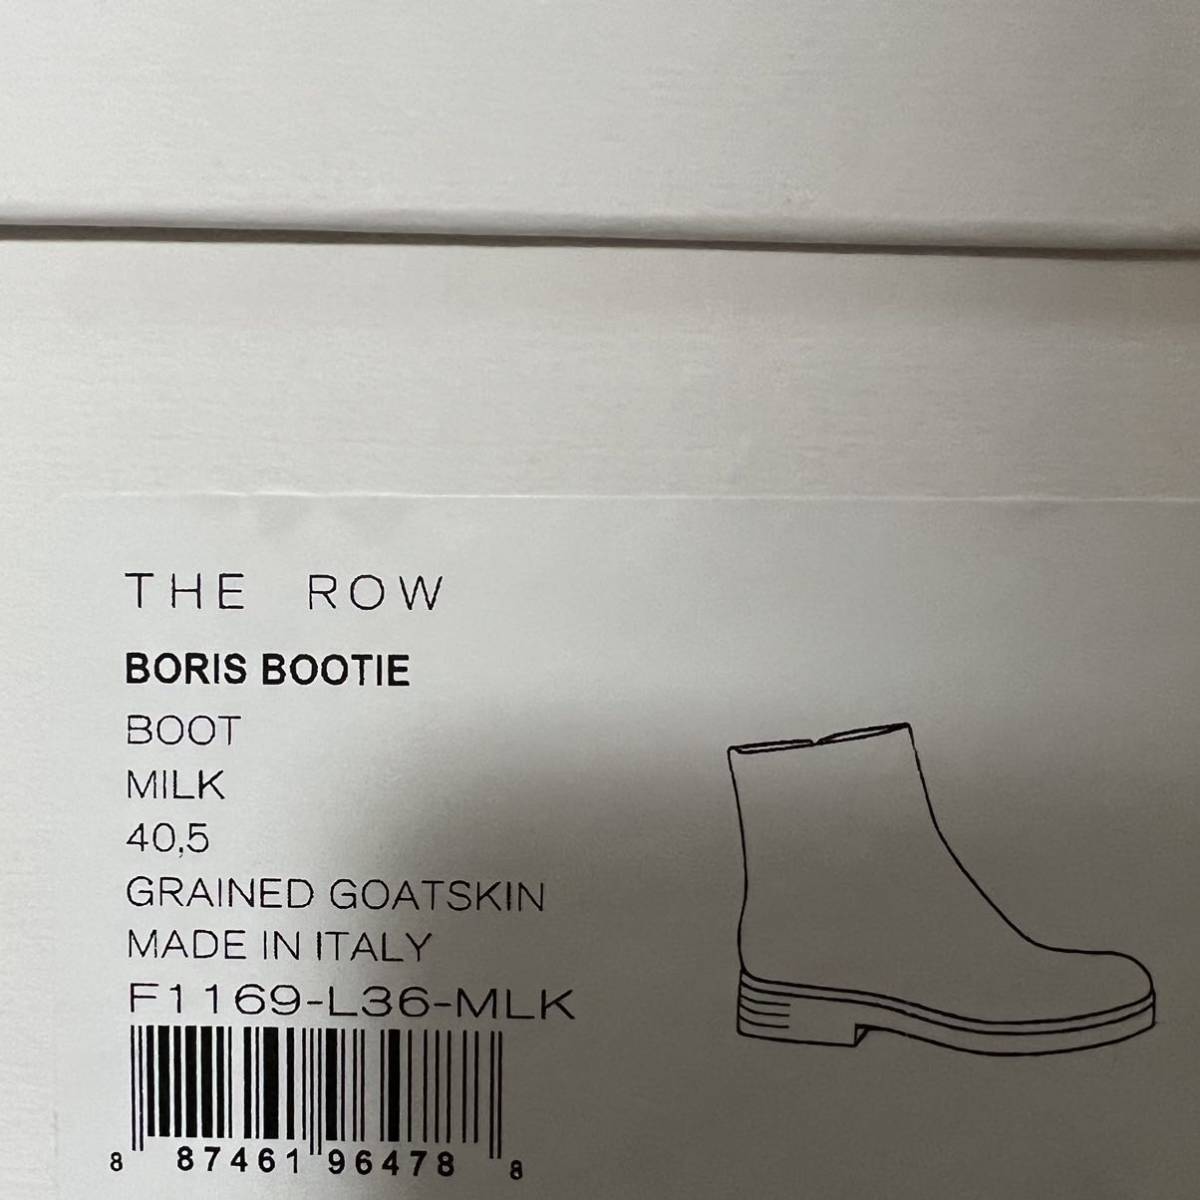 THE ROW
BORIS BOOTIE
BOOT
MILK
40,5
GRAINED GOATSKIN
MADE IN ITALY
F1169-L36-MLK
8 87461 96478 8